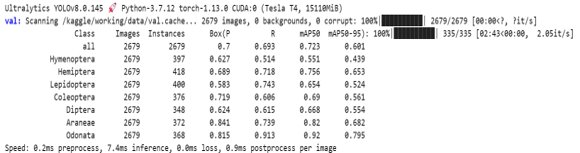 Ultralytics YOLOv8.0.145 🚀 Python-3.7.12 torch-1.13.0 CUDA:0 (Tesla T4, 15110MiB)
val: Scanning /kaggle/working/data/val.cache... 2679 images, 0 backgrounds, 0 corrupt: 100%|██████████| 2679/2679 [00:00<?, ?it/s]
Class Images Instances Box(P R mAP50 mAP50-95): 100%|██████████| 335/335 [02:43<00:00, 2.05it/s]
all 2679 2679 0.7 0.693 0.723 0.601
Hymenoptera 2679 397 0.627 0.514 0.551 0.439
Hemiptera 2679 418 0.689 0.718 0.756 0.653
Lepidoptera 2679 400 0.583 0.743 0.654 0.524
Coleoptera 2679 376 0.719 0.606 0.69 0.561
Diptera 2679 348 0.624 0.615 0.668 0.554
Araneae 2679 372 0.841 0.739 0.82 0.682
Odonata 2679 368 0.815 0.913 0.92 0.795
Speed: 0.2ms preprocess, 7.4ms inference, 0.0ms loss, 0.9ms postprocess per image